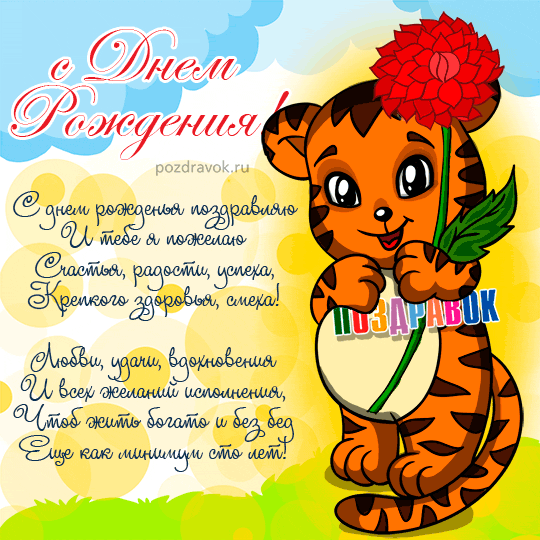 с Днем
Рождения!
pozdravok.ru
С днем рожденья поздравляю
И тебе я пожелаю
Счастья, радости, успеха,
Крепкого здоровья, смеха!
Любви, удачи, вдохновения
И всех желаний исполнения,
Чтоб жить богато и без бед
Еще как минимум сто лет!
ПОЗДРАВОК